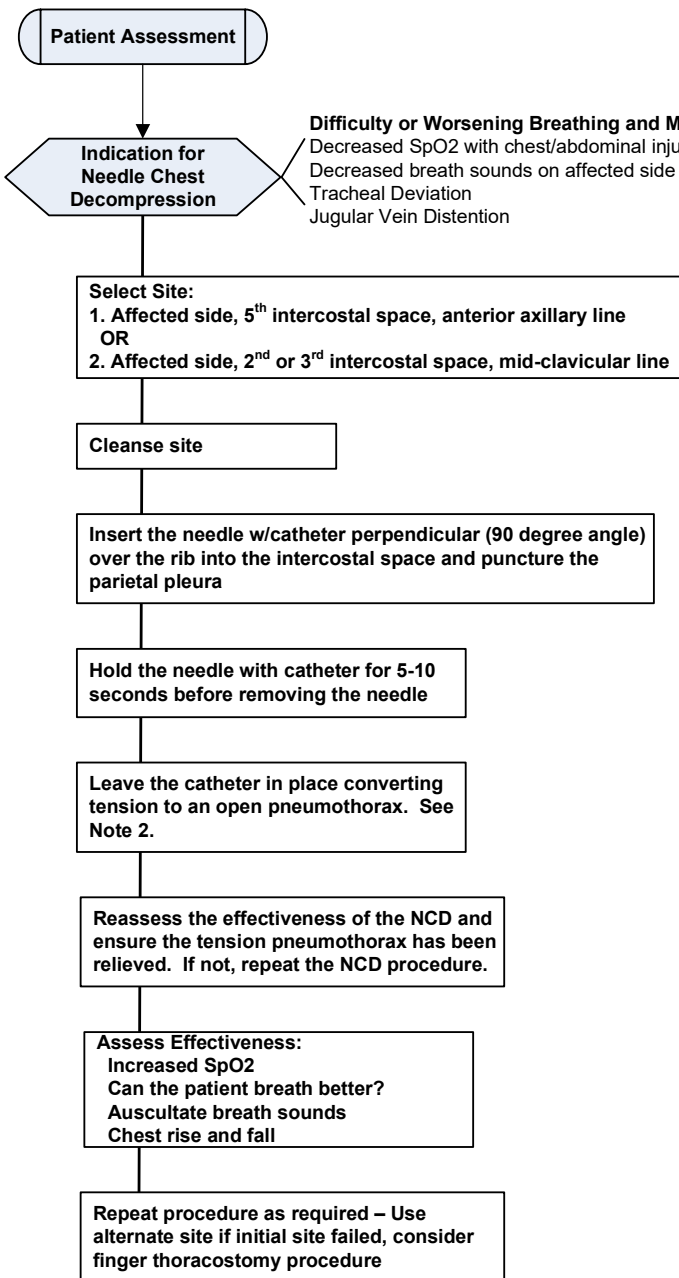 Patient Assessment
Indication for
Needle Chest
Decompression
Difficulty or Worsening Breathing and M
Decreased SpO2 with chest/abdominal inju
Decreased breath sounds on affected side
Tracheal Deviation
Jugular Vein Distention
Select Site:
1. Affected side, 5th intercostal space, anterior axillary line
OR
2. Affected side, 2nd or 3rd intercostal space, mid-clavicular line
Cleanse site
Insert the needle w/catheter perpendicular (90 degree angle)
over the rib into the intercostal space and puncture the
parietal pleura
Hold the needle with catheter for 5-10
seconds before removing the needle
Leave the catheter in place converting
tension to an open pneumothorax. See
Note 2.
Reassess the effectiveness of the NCD and
ensure the tension pneumothorax has been
relieved. If not, repeat the NCD procedure.
Assess Effectiveness:
Increased SpO2
Can the patient breath better?
Auscultate breath sounds
Chest rise and fall
Repeat procedure as required – Use
alternate site if initial site failed, consider
finger thoracostomy procedure